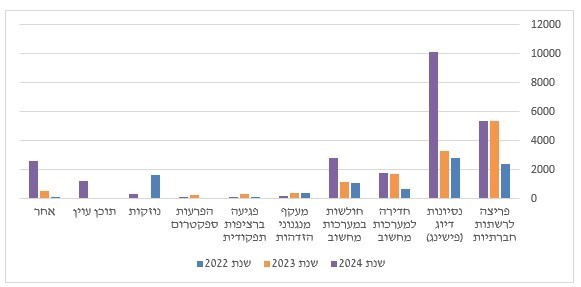 12000
10000
8000
6000
4000
2000
0
פריצה
לרשתות
חברתיות
נסיונות
דיוג
(פישינג)
חדירה
למערכות
מחשוב
חולשות
במערכות
מחשוב
מעקף
מנגנוני
הזדהות
פגיעה
ברציפות
תפקודית
הפרעות
ספקטרום
נוזקות
תוכן עוין
אחר
שנת 2022
שנת 2023
שנת 2024